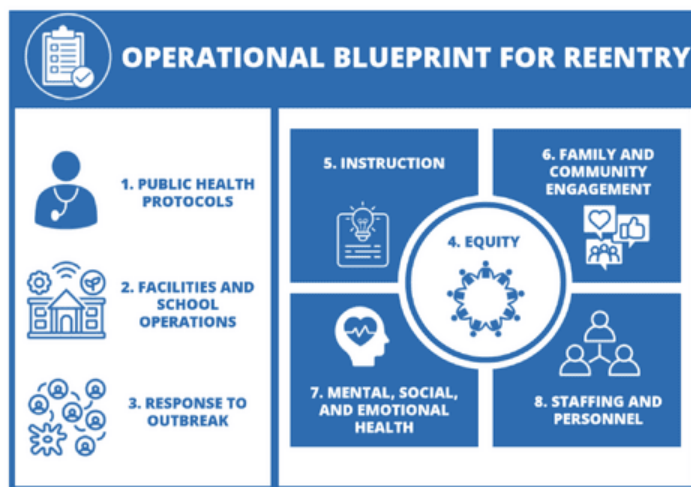 OPERATIONAL BLUEPRINT FOR REENTRY
1. PUBLIC HEALTH
PROTOCOLS
2. FACILITIES AND
SCHOOL
OPERATIONS
3. RESPONSE TO
OUTBREAK
5. INSTRUCTION
6. FAMILY AND
COMMUNITY
ENGAGEMENT
4. EQUITY
7. MENTAL, SOCIAL,
AND EMOTIONAL
HEALTH
8. STAFFING AND
PERSONNEL